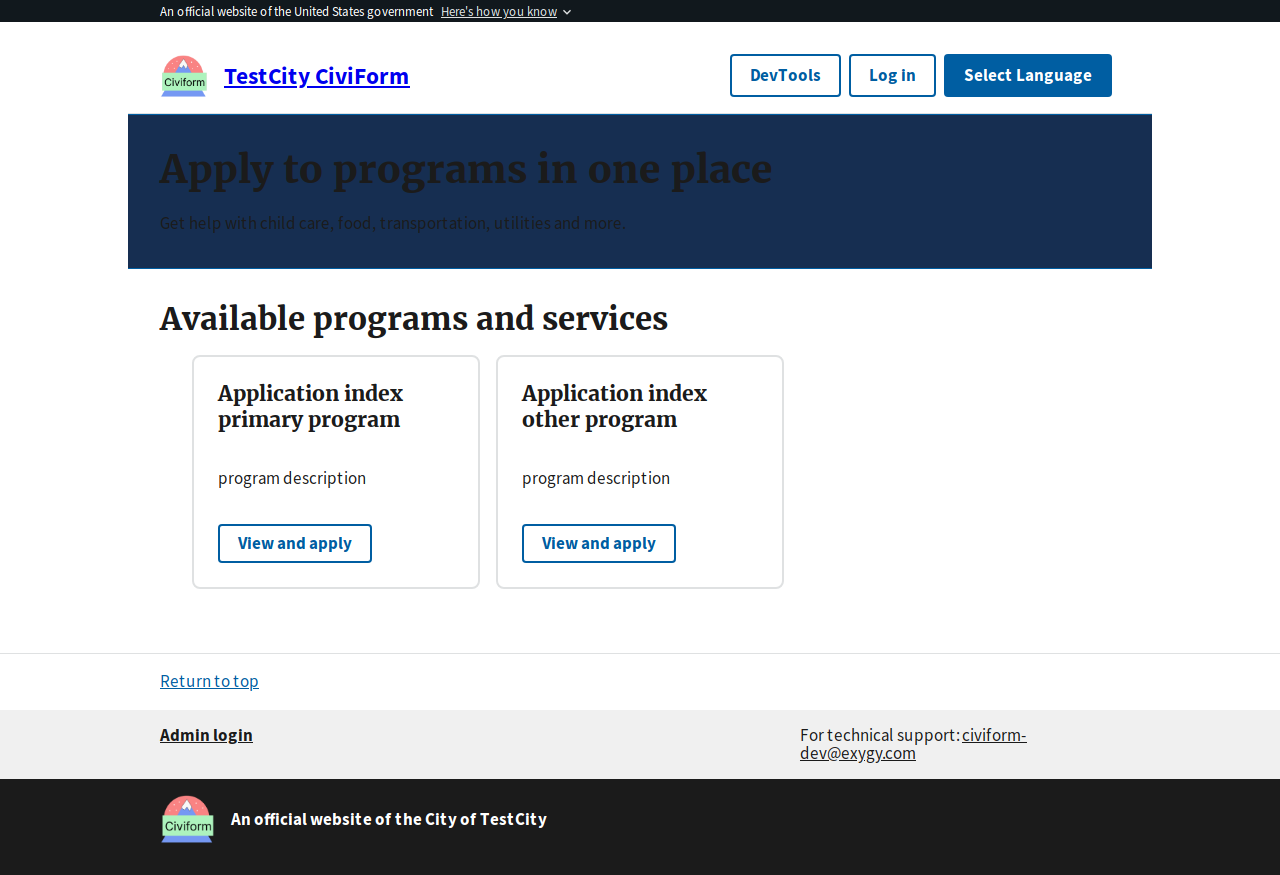 An official website of the United States government Here's how you know
Civiform TestCity CiviForm DevTools Log in Select Language
Apply to programs in one place
Get help with child care, food, transportation, utilities and more.
Available programs and services
Application index
primary program
program description
View and apply
Application index
other program
program description
View and apply
Return to top
Admin login
For technical support: civiform-
dev@exygy.com
Civiform An official website of the City of TestCity